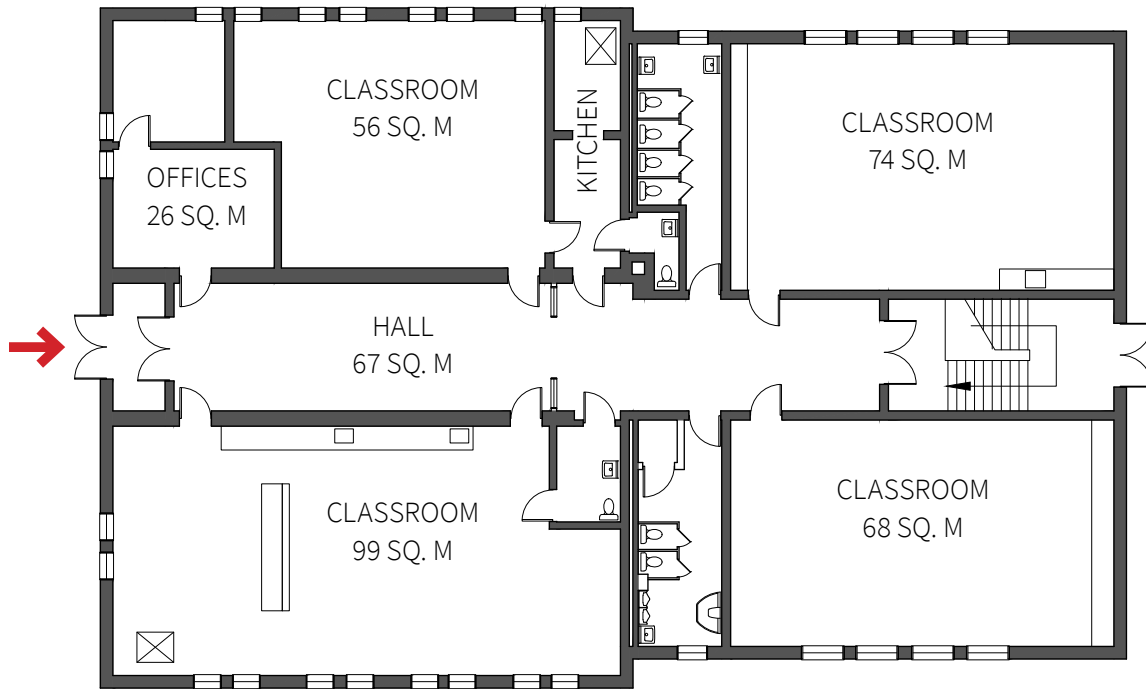 CLASSROOM
56 SQ. M
KITCHEN
CLASSROOM
74 SQ. M
OFFICES
26 SQ. M
HALL
67 SQ. M
CLASSROOM
99 SQ. M
CLASSROOM
68 SQ. M